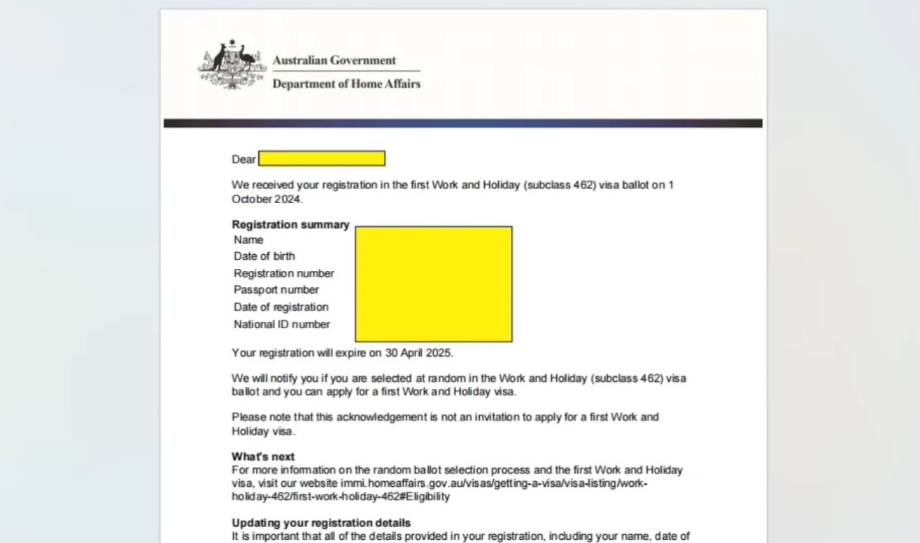 Australian Government
Department of Home Affairs
Dear
We received your registration in the first Work and Holiday (subclass 462) visa ballot on 1
October 2024.
Registration summary
Name
Date of birth
Registration number
Passport number
Date of registration
National ID number
Your registration will expire on 30 April 2025.
We will notify you if you are selected at random in the Work and Holiday (subclass 462) visa
ballot and you can apply for a first Work and Holiday visa.
Please note that this acknowledgement is not an invitation to apply for a first Work and
Holiday visa.
What's next
For more information on the random ballot selection process and the first Work and Holiday
visa, visit our website immi.homeaffairs.gov.au/visas/getting-a-visa/visa-listing/work-
holiday-462/first-work-holiday-462#Eligibility
Updating your registration details
It is important that all of the details provided in your registration, including your name, date of